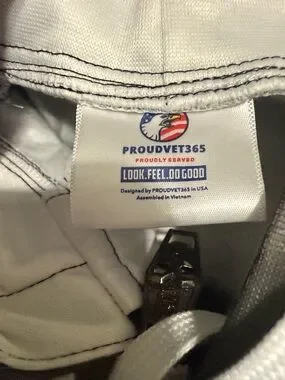 PROUDVET365
PROUDLY SERVED
LOOK.FEEL.DO GOOD
Designed by PROUDVET365 in USA
Assembled in Vietnam